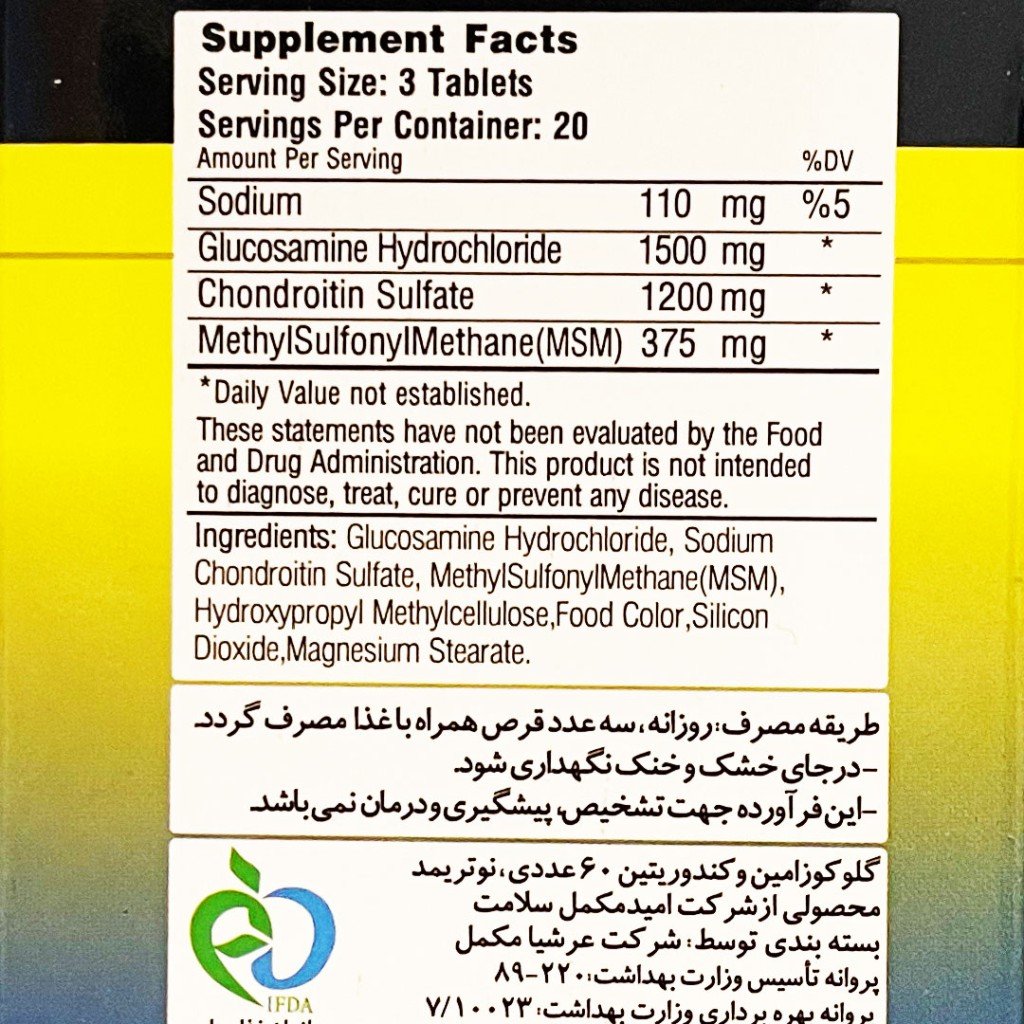 Supplement Facts
Serving Size: 3 Tablets
Servings Per Container: 20
Amount Per Serving %DV
Sodium 110 mg %5
Glucosamine Hydrochloride 1500 mg *
Chondroitin Sulfate 1200 mg *
MethylSulfonylMethane(MSM) 375 mg *
*Daily Value not established.
These statements have not been evaluated by the Food
and Drug Administration. This product is not intended
to diagnose, treat, cure or prevent any disease.
Ingredients: Glucosamine Hydrochloride, Sodium
Chondroitin Sulfate, MethylSulfonylMethane(MSM),
Hydroxypropyl Methylcellulose,Food Color,Silicon
Dioxide,Magnesium Stearate.
طریقه مصرف: روزانه، سه عدد قرص همراه با غذا مصرف گردد.
-درجای خشک و خنک نگهداری شود.
-این فرآورده جهت تشخیص، پیشگیری و درمان نمی باشد.
گلوکوزامین و کندوریتین ۶۰ عددی، نوتریمد
محصولی از شرکت امید مکمل سلامت
بسته بندی توسط: شرکت عرشیا مکمل
پروانه تأسیس وزارت بهداشت: ۲۲۰-۸۹
پروانه بهره برداری وزارت بهداشت: ۷/۱۰۰۲۳
IFDA